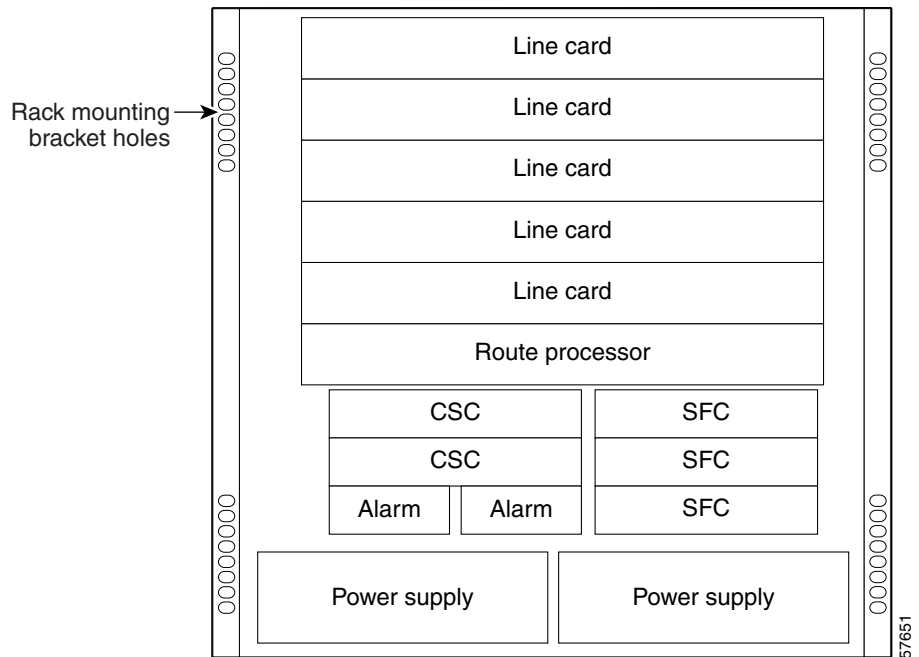 Line card
Rack mounting
bracket holes
Line card
Line card
Line card
Line card
Route processor
CSC SFC
CSC SFC
Alarm Alarm SFC
Power supply Power supply
57651